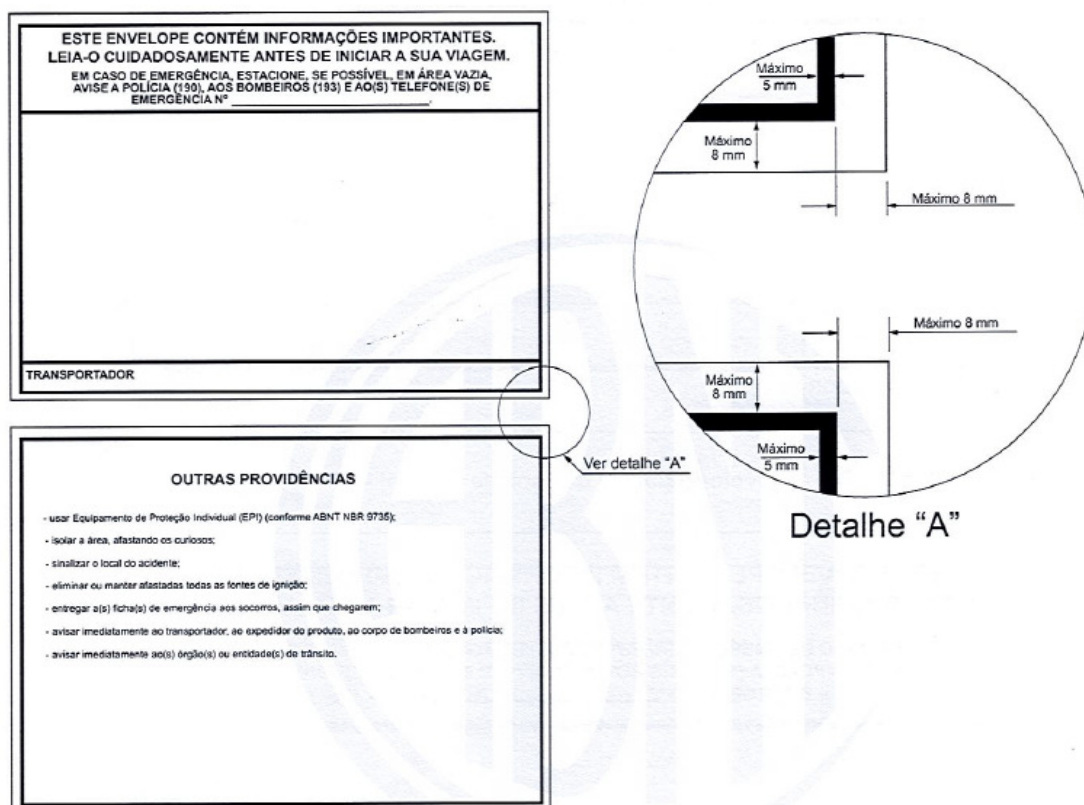 ESTE ENVELOPE CONTÉM INFORMAÇÕES IMPORTANTES.
LEIA-O CUIDADOSAMENTE ANTES DE INICIAR A SUA VIAGEM.
EM CASO DE EMERGÊNCIA, ESTACIONE, SE POSSÍVEL, EM ÁREA VAZIA,
AVISE A POLÍCIA (190), AOS BOMBEIROS (193) E AO(S) TELEFONE(S) DE
EMERGÊNCIA Nº ____________________.
TRANSPORTADOR
OUTRAS PROVIDÊNCIAS
- usar Equipamento de Proteção Individual (EPI) (conforme ABNT NBR 9735);
- isolar a área, afastando os curiosos;
- sinalizar o local do acidente;
- eliminar ou manter afastadas todas as fontes de ignição;
- entregar a(s) ficha(s) de emergência aos socorros, assim que chegarem;
- avisar imediatamente ao transportador, ao expedidor do produto, ao corpo de bombeiros e à polícia;
- avisar imediatamente ao(s) órgão(s) ou entidade(s) de trânsito.
Ver detalhe “A”
Máximo
5 mm
Máximo
8 mm
Máximo 8 mm
Máximo 8 mm
Máximo
8 mm
Máximo
5 mm
Detalhe “A”
ABNT